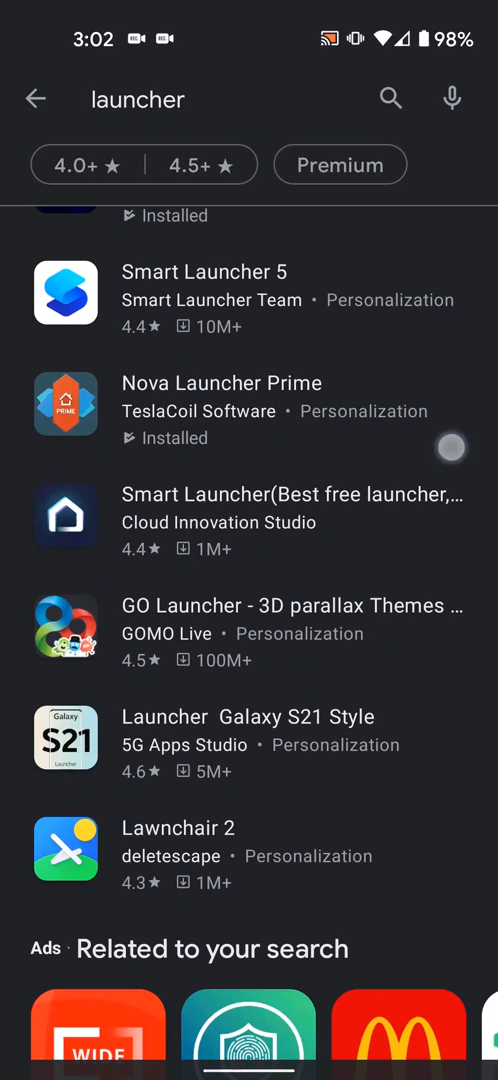 3:02 REC REC 98%
launcher
4.0+ ★ 4.5+ ★ Premium
Installed
Smart Launcher 5
Smart Launcher Team • Personalization
4.4★ 10M+
PRIME
Nova Launcher Prime
TeslaCoil Software • Personalization
Installed
Smart Launcher(Best free launcher,...
Cloud Innovation Studio
4.4★ 1M+
GO Launcher - 3D parallax Themes ...
GOMO Live • Personalization
4.5★ 100M+
Galaxy
S21
Launcher
Launcher Galaxy S21 Style
5G Apps Studio • Personalization
4.6★ 5M+
Lawnchair 2
deletescape • Personalization
4.3★ 1M+
Ads · Related to your search
WIDE